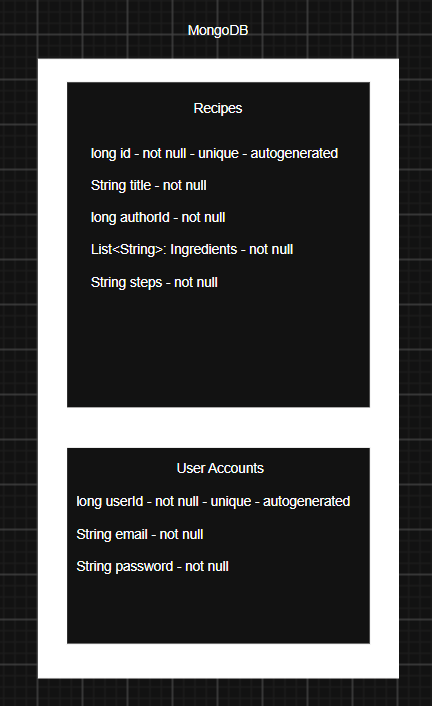 MongoDB
Recipes
long id - not null - unique - autogenerated
String title - not null
long authorId - not null
List<String>: Ingredients - not null
String steps - not null
User Accounts
long userId - not null - unique - autogenerated
String email - not null
String password - not null